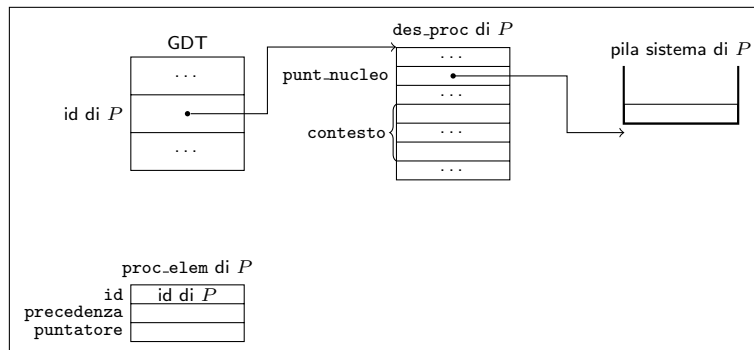 GDT
...
id di P
...
des_proc di P
...
punt_nucleo
...
contesto
...
...
pila sistema di P
proc_elem di P
id
id di P
precedenza
puntatore